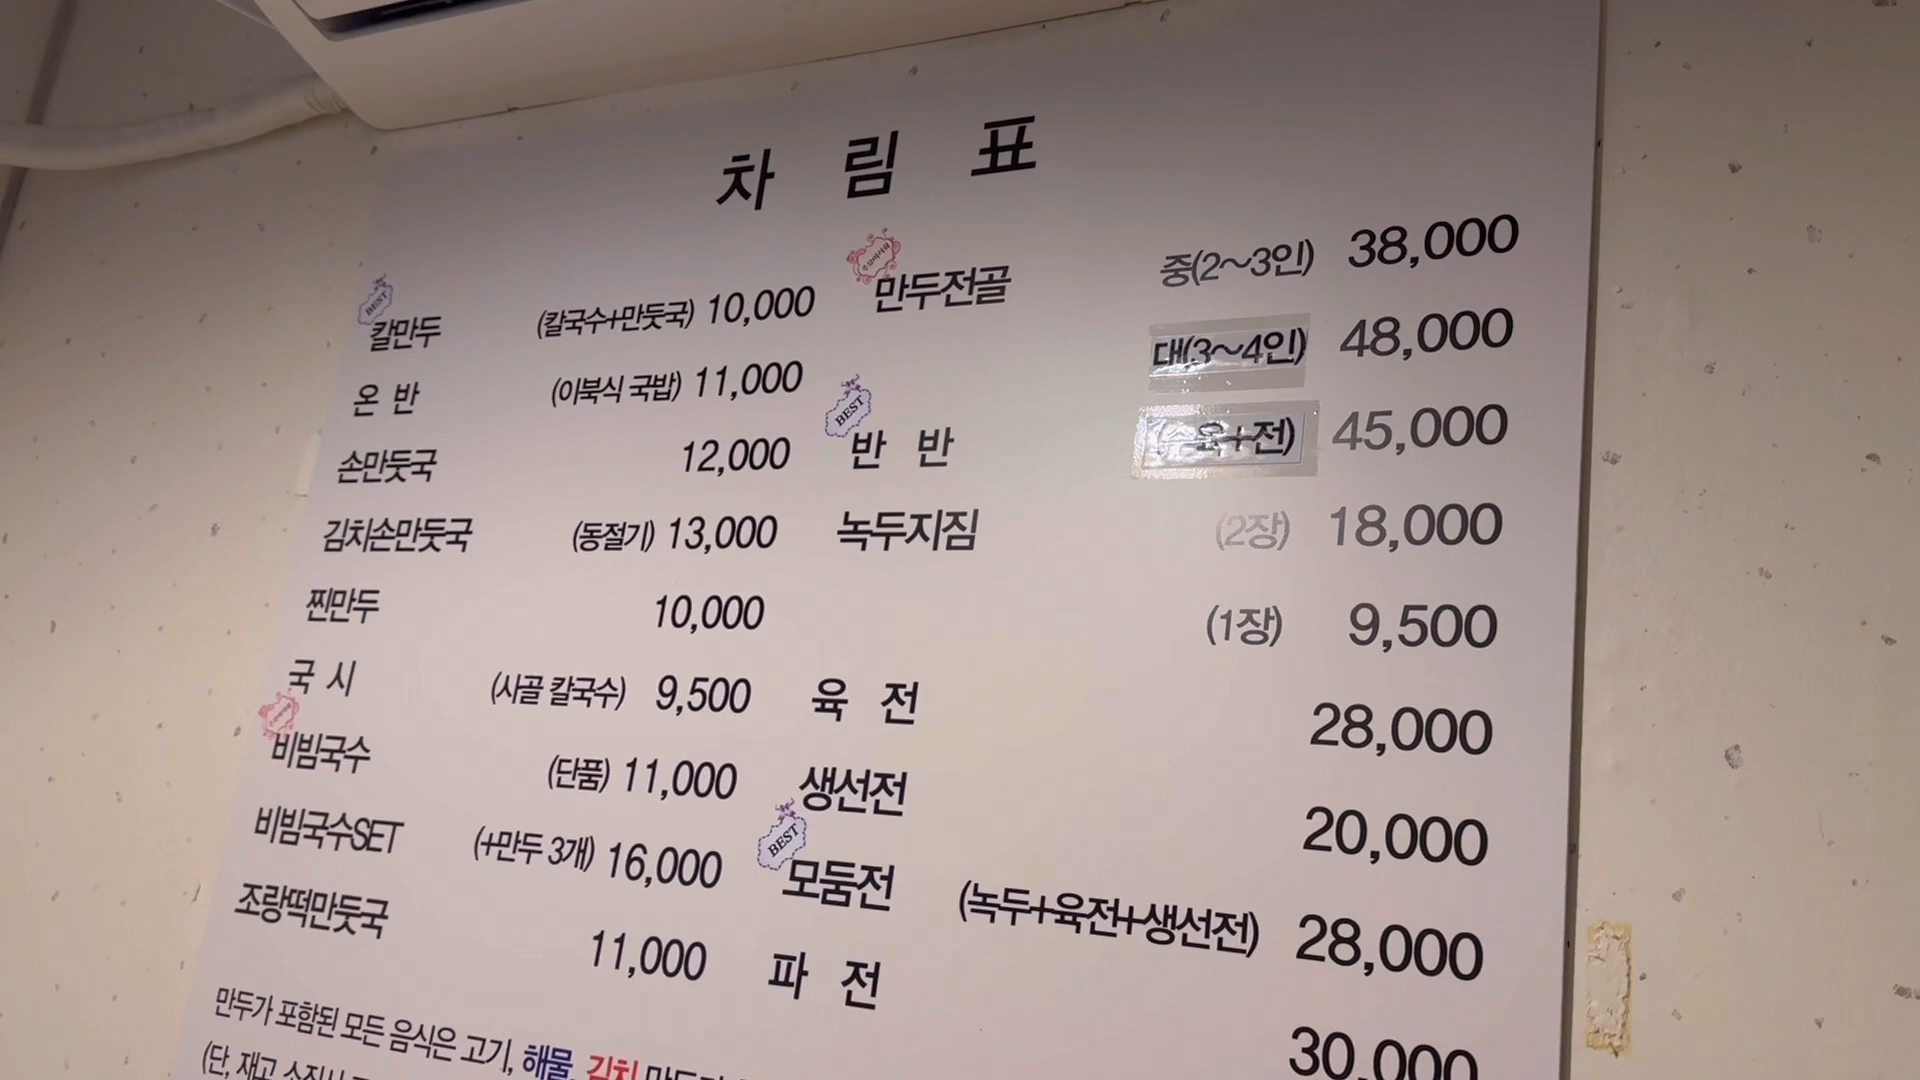 차 림 표
BEST
칼만두 (칼국수+만둣국) 10,000
온 반 (이북식 국밥) 11,000
손만둣국 12,000
김치손만둣국 (동절기) 13,000
찐만두 10,000
국 시 (사골 칼국수) 9,500
비빔국수 (단품) 11,000
비빔국수SET (+만두 3개) 16,000
조랑떡만둣국 11,000
만두전골 중(2~3인) 38,000
대(3~4인) 48,000
BEST
반 반 45,000
녹두지짐 (2장) 18,000
(1장) 9,500
육 전 28,000
생선전 20,000
BEST
모둠전 (녹두+육전+생선전) 28,000
파 전 30,000
만두가 포함된 모든 음식은 고기, 해물, 김치
(단, 재고